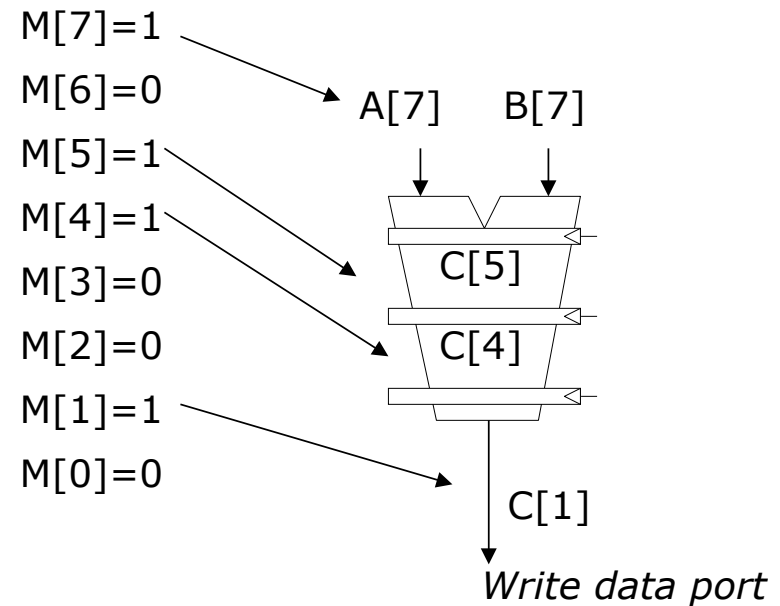 M[7]=1
M[6]=0
A[7] B[7]
M[5]=1
M[4]=1
C[5]
M[3]=0
M[2]=0
C[4]
M[1]=1
M[0]=0
C[1]
Write data port